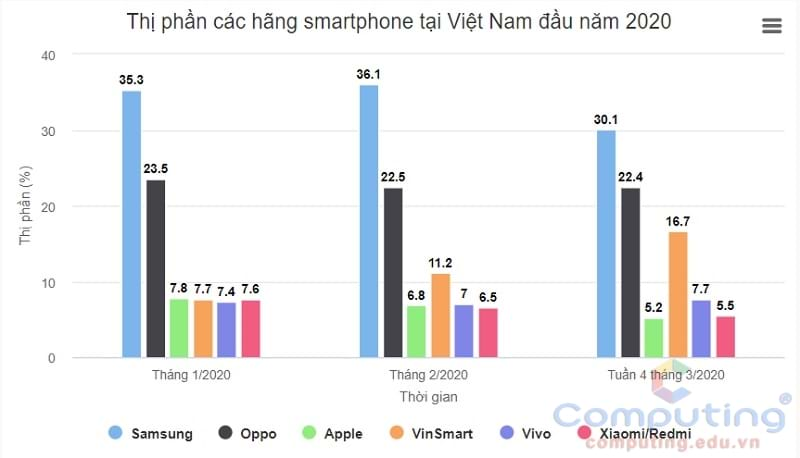 Thị phần các hãng smartphone tại Việt Nam đầu năm 2020
Thị phần (%)
40
30
20
10
0
35.3
23.5
7.8
7.7
7.4
7.6
36.1
22.5
6.8
11.2
7
6.5
30.1
22.4
5.2
16.7
7.7
5.5
Tháng 1/2020
Tháng 2/2020
Tuần 4 tháng 3/2020
Thời gian
Samsung
Oppo
Apple
VinSmart
Vivo
Xiaomi/Redmi
Computing®
computing.edu.vn